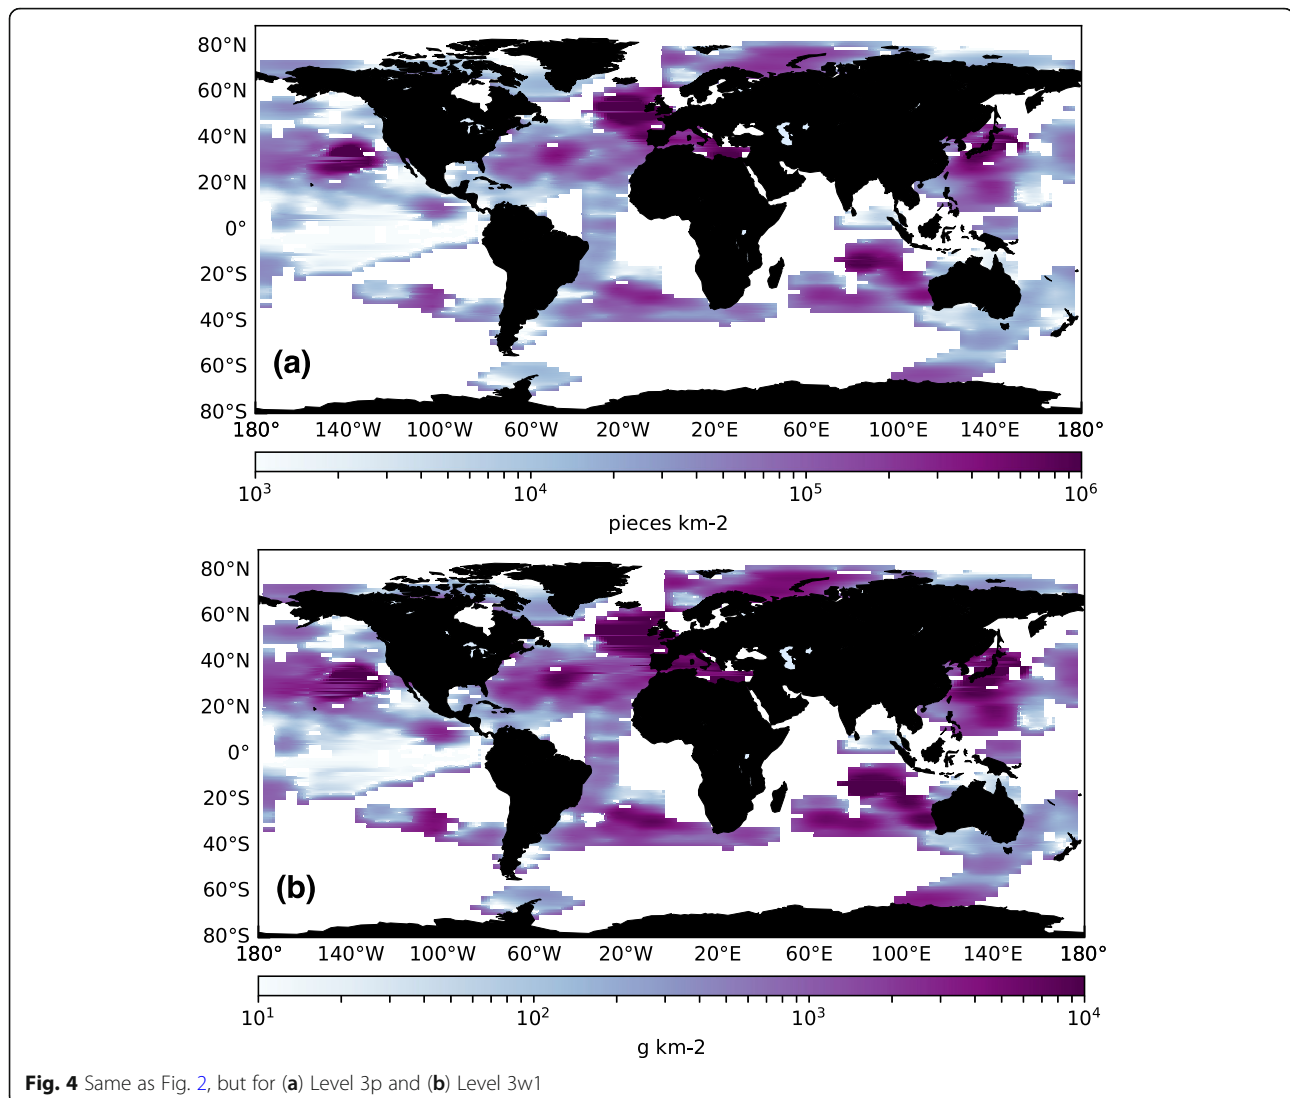 80°N
60°N
40°N
20°N
0°
20°S
40°S
60°S
80°S
(a)
180° 140°W 100°W 60°W 20°W 20°E 60°E 100°E 140°E 180°
10³ 10⁴ 10⁵ 10⁶
pieces km-2
80°N
60°N
40°N
20°N
0°
20°S
40°S
60°S
80°S
(b)
180° 140°W 100°W 60°W 20°W 20°E 60°E 100°E 140°E 180°
10¹ 10² 10³ 10⁴
g km-2
Fig. 4 Same as Fig. 2, but for (a) Level 3p and (b) Level 3w1